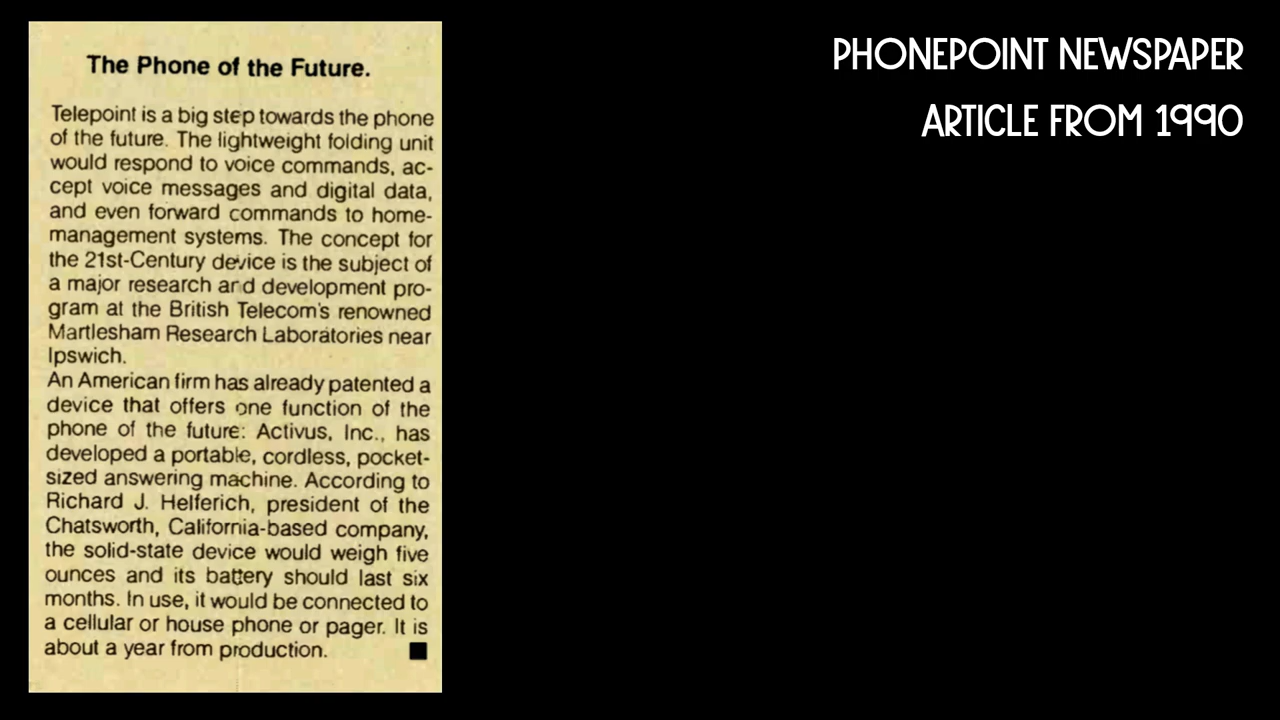 The Phone of the Future.
Telepoint is a big step towards the phone
of the future. The lightweight folding unit
would respond to voice commands, ac-
cept voice messages and digital data,
and even forward commands to home-
management systems. The concept for
the 21st-Century device is the subject of
a major research and development pro-
gram at the British Telecom's renowned
Martlesham Research Laboratories near
Ipswich.
An American firm has already patented a
device that offers one function of the
phone of the future: Activus, Inc., has
developed a portable, cordless, pocket-
sized answering machine. According to
Richard J. Helferich, president of the
Chatsworth, California-based company,
the solid-state device would weigh five
ounces and its battery should last six
months. In use, it would be connected to
a cellular or house phone or pager. It is
about a year from production.
PHONEPOINT NEWSPAPER
ARTICLE FROM 1990